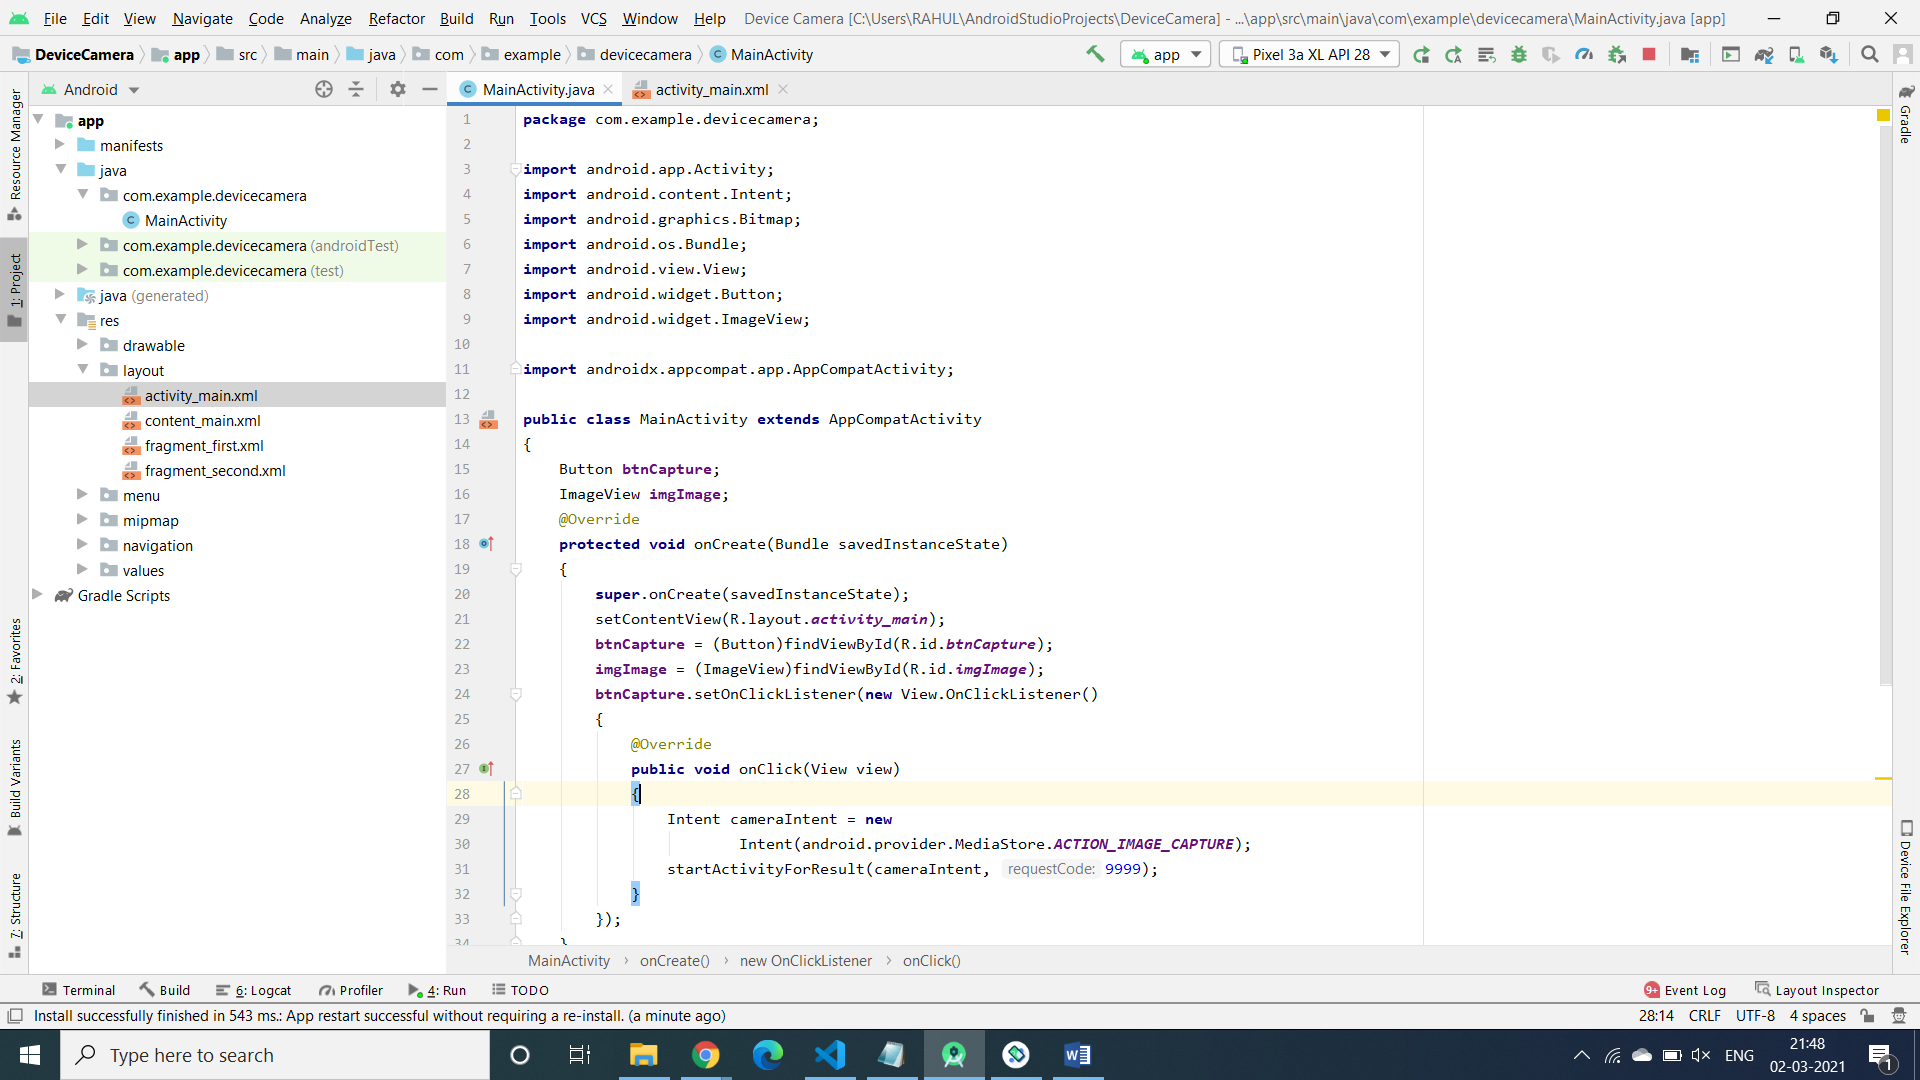 File Edit View Navigate Code Analyze Refactor Build Run Tools VCS Window Help Device Camera [C:\Users\RAHUL\AndroidStudioProjects\DeviceCamera] - ...\app\src\main\java\com\example\devicecamera\MainActivity.java [app]
DeviceCamera app src main java com example devicecamera MainActivity app Pixel 3a XL API 28
Android
MainActivity.java activity_main.xml
Resource Manager
1: Project
2: Favorites
Build Variants
7: Structure
app
manifests
java
com.example.devicecamera
MainActivity
com.example.devicecamera (androidTest)
com.example.devicecamera (test)
java (generated)
res
drawable
layout
activity_main.xml
content_main.xml
fragment_first.xml
fragment_second.xml
menu
mipmap
navigation
values
Gradle Scripts
1 package com.example.devicecamera;
2
3 import android.app.Activity;
4 import android.content.Intent;
5 import android.graphics.Bitmap;
6 import android.os.Bundle;
7 import android.view.View;
8 import android.widget.Button;
9 import android.widget.ImageView;
10
11 import androidx.appcompat.app.AppCompatActivity;
12
13 public class MainActivity extends AppCompatActivity
14 {
15 Button btnCapture;
16 ImageView imgImage;
17 @Override
18 protected void onCreate(Bundle savedInstanceState)
19 {
20 super.onCreate(savedInstanceState);
21 setContentView(R.layout.activity_main);
22 btnCapture = (Button)findViewById(R.id.btnCapture);
23 imgImage = (ImageView)findViewById(R.id.imgImage);
24 btnCapture.setOnClickListener(new View.OnClickListener()
25 {
26 @Override
27 public void onClick(View view)
28 {
29 Intent cameraIntent = new
30 Intent(android.provider.MediaStore.ACTION_IMAGE_CAPTURE);
31 startActivityForResult(cameraIntent, requestCode: 9999);
32 }
33 });
34 }
Gradle
Device File Explorer
MainActivity › onCreate() › new OnClickListener › onClick()
Terminal Build 6: Logcat Profiler 4: Run TODO 9+ Event Log Layout Inspector
Install successfully finished in 543 ms.: App restart successful without requiring a re-install. (a minute ago) 28:14 CRLF UTF-8 4 spaces
Type here to search ENG 21:48
02-03-2021 1